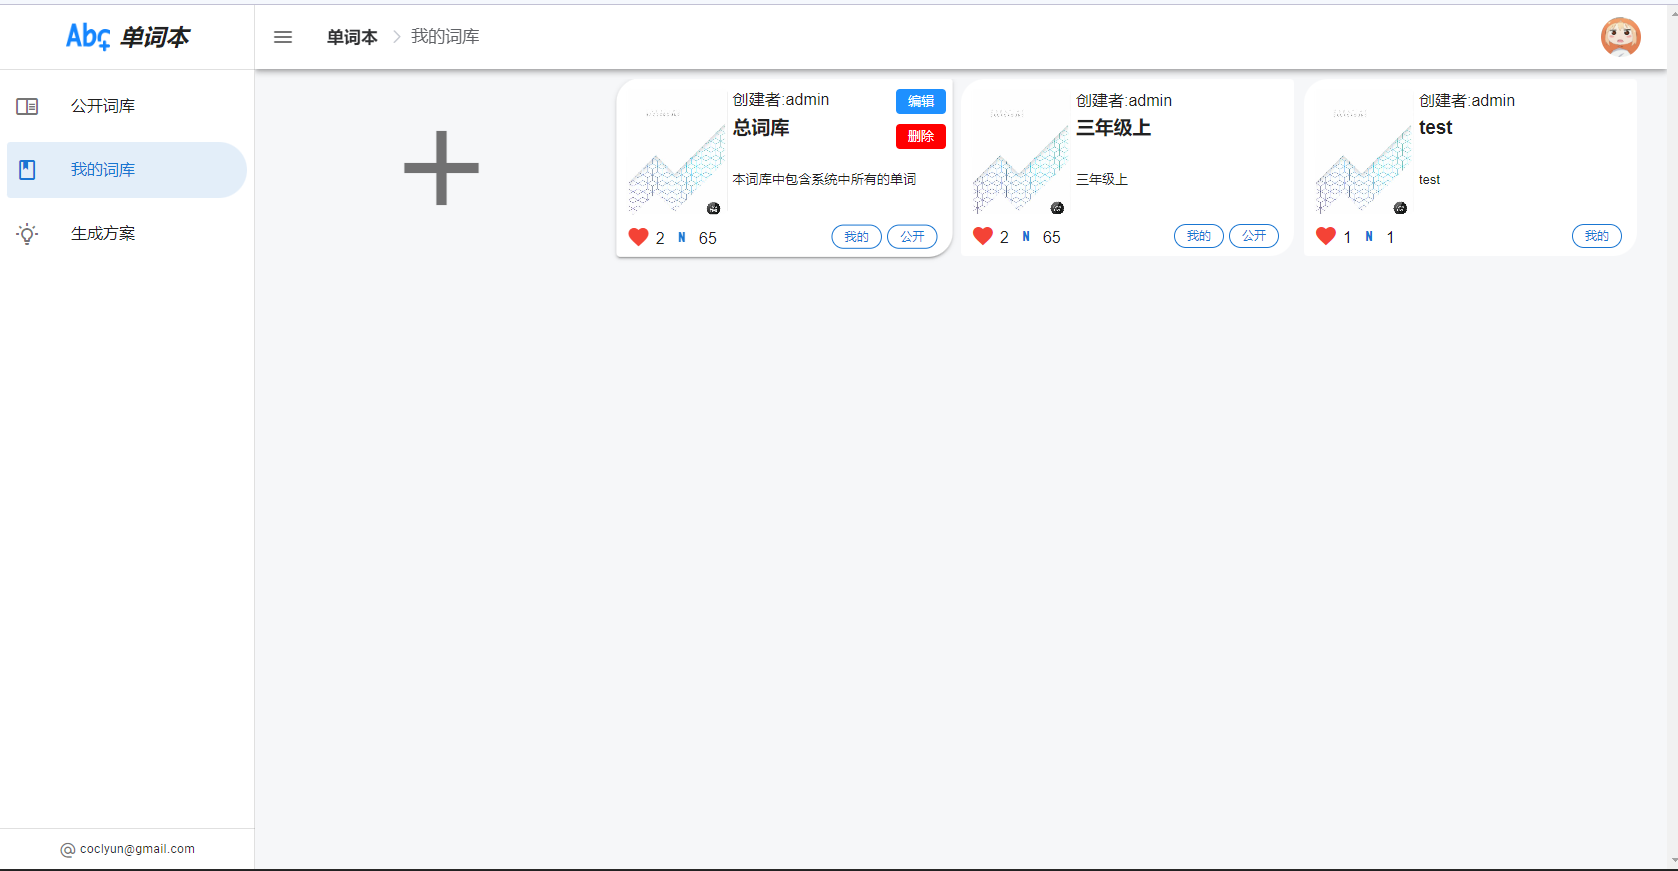 Abc 单词本
单词本 > 我的词库
公开词库
我的词库
生成方案
创建者:admin
编辑
总词库
删除
本词库中包含系统中所有的单词
2 N 65
我的 公开
创建者:admin
三年级上
三年级上
2 N 65
我的 公开
创建者:admin
test
test
1 N 1
我的
@ coclyun@gmail.com